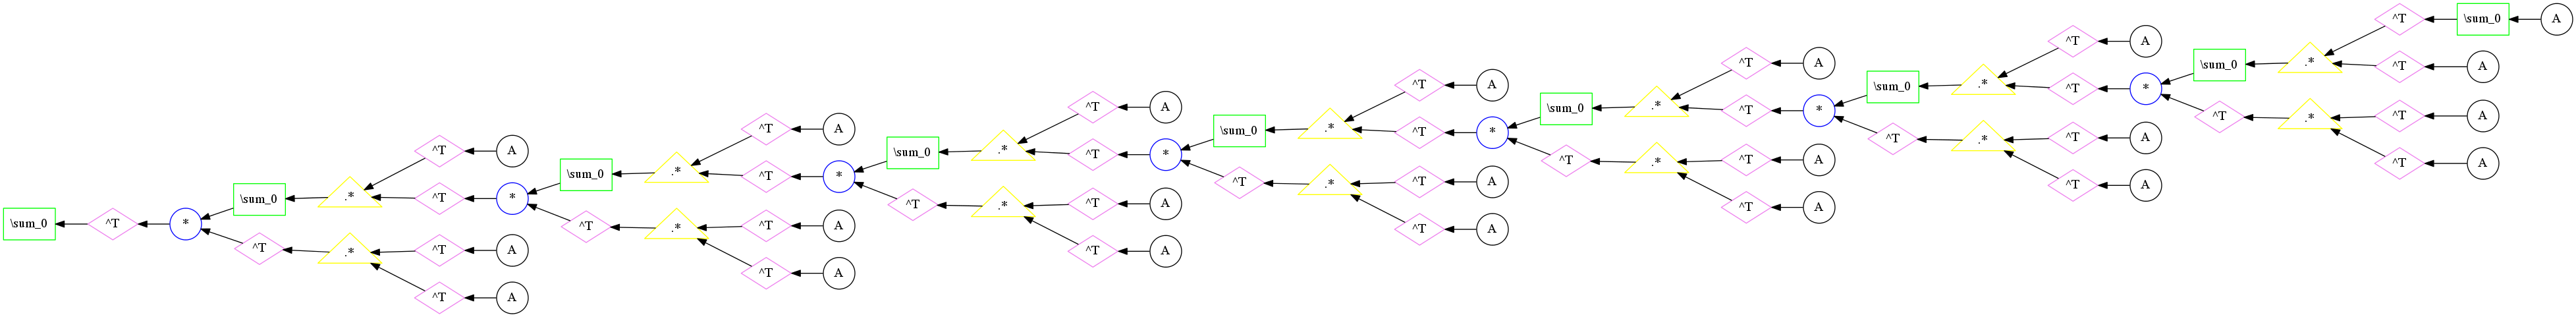 ^T \sum_0 A
^T A
^T A \sum_0 .* ^T A
^T A \sum_0 .* ^T *
^T A \sum_0 .* ^T * ^T .* ^T A
^T A \sum_0 .* ^T * ^T .* ^T A ^T A
^T A \sum_0 .* ^T * ^T .* ^T A ^T A
\sum_0 .* ^T * ^T .* ^T A ^T A
\sum_0 .* ^T * ^T .* ^T A ^T A
\sum_0 ^T * ^T .* ^T A ^T A
^T .* ^T A ^T A
^T A